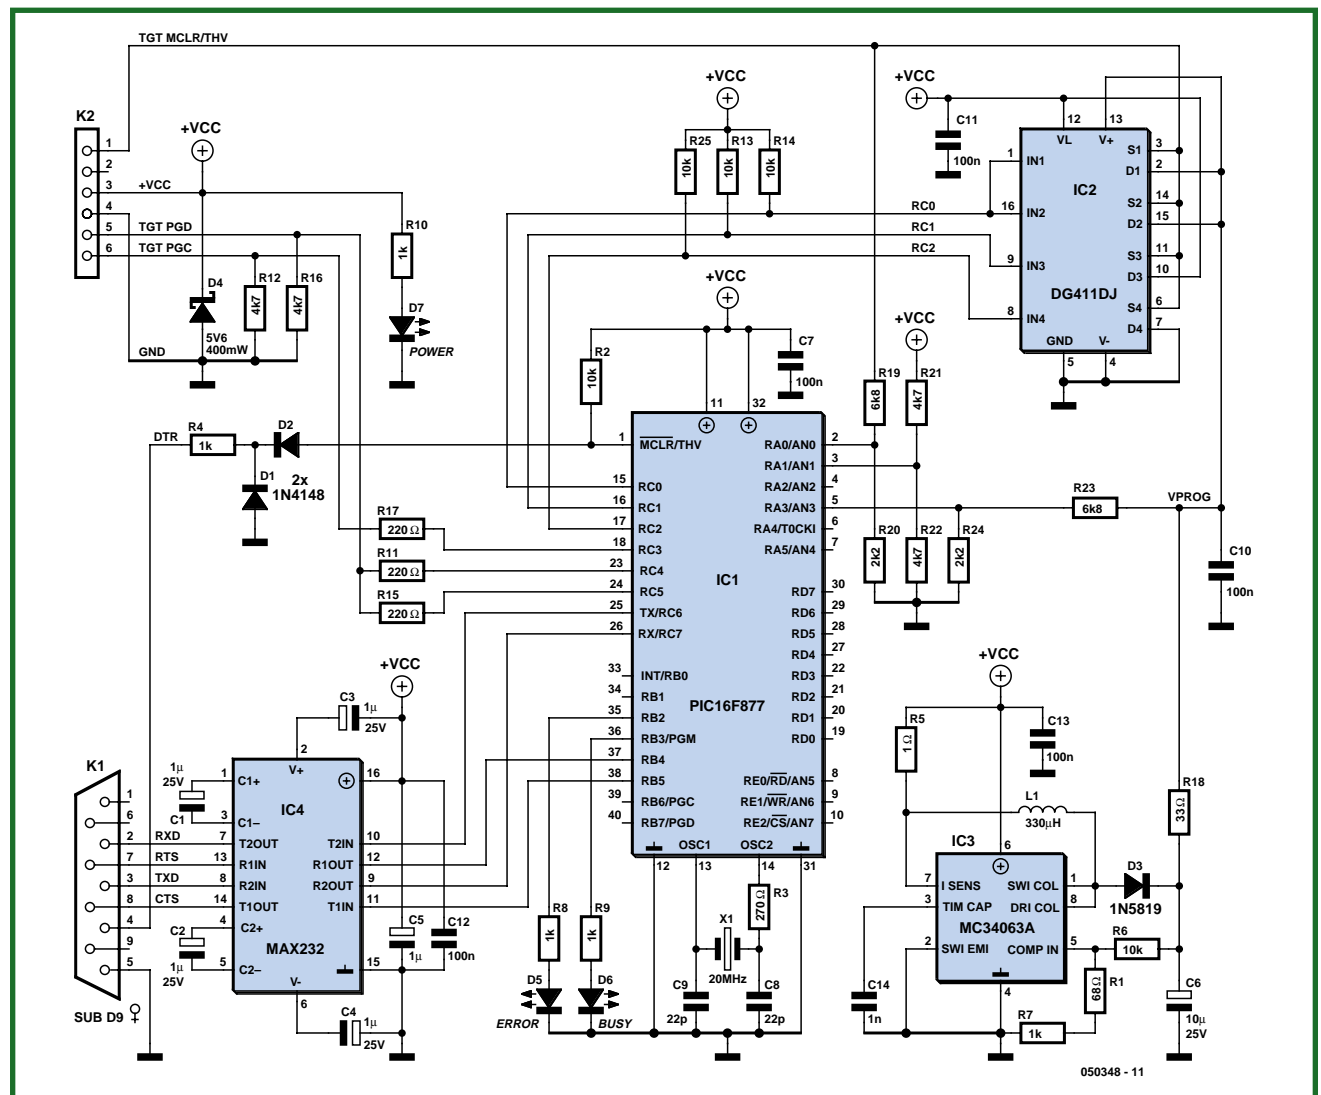 TGT MCLR/THV
K2
1
2
3
4
5
6
+VCC
+VCC
TGT PGD
TGT PGC
GND
D4
5V6
400mW
R12
4k7
R16
4k7
R10
1k
D7
POWER
+VCC
R25
10k
R13
10k
R14
10k
+VCC
C11
100n
12
13
VL
V+
1
IN1
16
IN2
9
IN3
8
IN4
IC2
DG411DJ
S1
3
D1
2
S2
14
D2
15
S3
11
D3
10
S4
6
D4
7
GND
V-
5
4
RC0
RC1
RC2
+VCC
C7
100n
R2
10k
R19
6k8
+VCC
R21
4k7
DTR
R4
1k
D2
D1
2x
1N4148
R17
220Ω
R11
220Ω
R15
220Ω
11
32
1
MCLR/THV
15
RC0
16
RC1
17
RC2
18
RC3
23
RC4
24
RC5
25
TX/RC6
26
RX/RC7
33
INT/RB0
34
RB1
35
RB2
36
RB3/PGM
37
RB4
38
RB5
39
RB6/PGC
40
RB7/PGD
IC1
PIC16F877
RA0/AN0
2
RA1/AN1
3
RA2/AN2
4
RA3/AN3
5
RA4/T0CKI
6
RA5/AN4
7
RD7
30
RD6
29
RD5
28
RD4
27
RD3
22
RD2
21
RD1
20
RD0
19
RE0/RD/AN5
8
RE1/WR/AN6
9
RE2/CS/AN7
10
OSC1
OSC2
12
13
14
31
R20
2k2
R22
4k7
R24
2k2
R23
6k8
VPROG
C10
100n
+VCC
C3
1µ
25V
K1
1
6
2
7
3
8
4
9
5
SUB D9
RXD
RTS
TXD
CTS
1µ
25V
C1
C2
1µ
25V
2
V+
1
C1+
3
C1–
7
T2OUT
13
R1IN
8
R2IN
14
T1OUT
4
C2+
5
C2–
IC4
MAX232
16
T2IN
10
R1OUT
12
R2OUT
9
T1IN
11
15
V-
6
C4
1µ
25V
C5
1µ
C12
100n
R8
1k
R9
1k
D5
ERROR
D6
BUSY
R3
270Ω
X1
20MHz
C9
22p
C8
22p
+VCC
R5
1Ω
C13
100n
L1
330µH
R18
33Ω
IC3
6
7
I SENS
3
TIM CAP
2
SWI EMI
SWI COL
1
DRI COL
8
COMP IN
5
MC34063A
4
D3
1N5819
R6
10k
R1
68Ω
R7
1k
C14
1n
C6
10µ
25V
050348 - 11